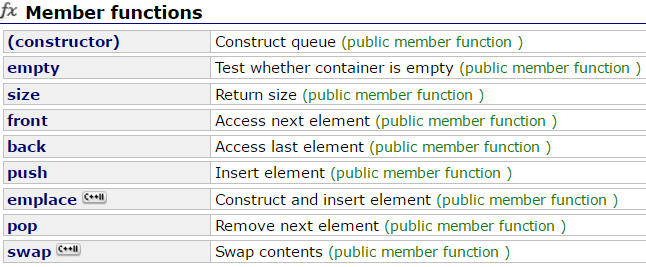 fx Member functions
(constructor) Construct queue (public member function )
empty Test whether container is empty (public member function )
size Return size (public member function )
front Access next element (public member function )
back Access last element (public member function )
push Insert element (public member function )
emplace C++11 Construct and insert element (public member function )
pop Remove next element (public member function )
swap C++11 Swap contents (public member function )